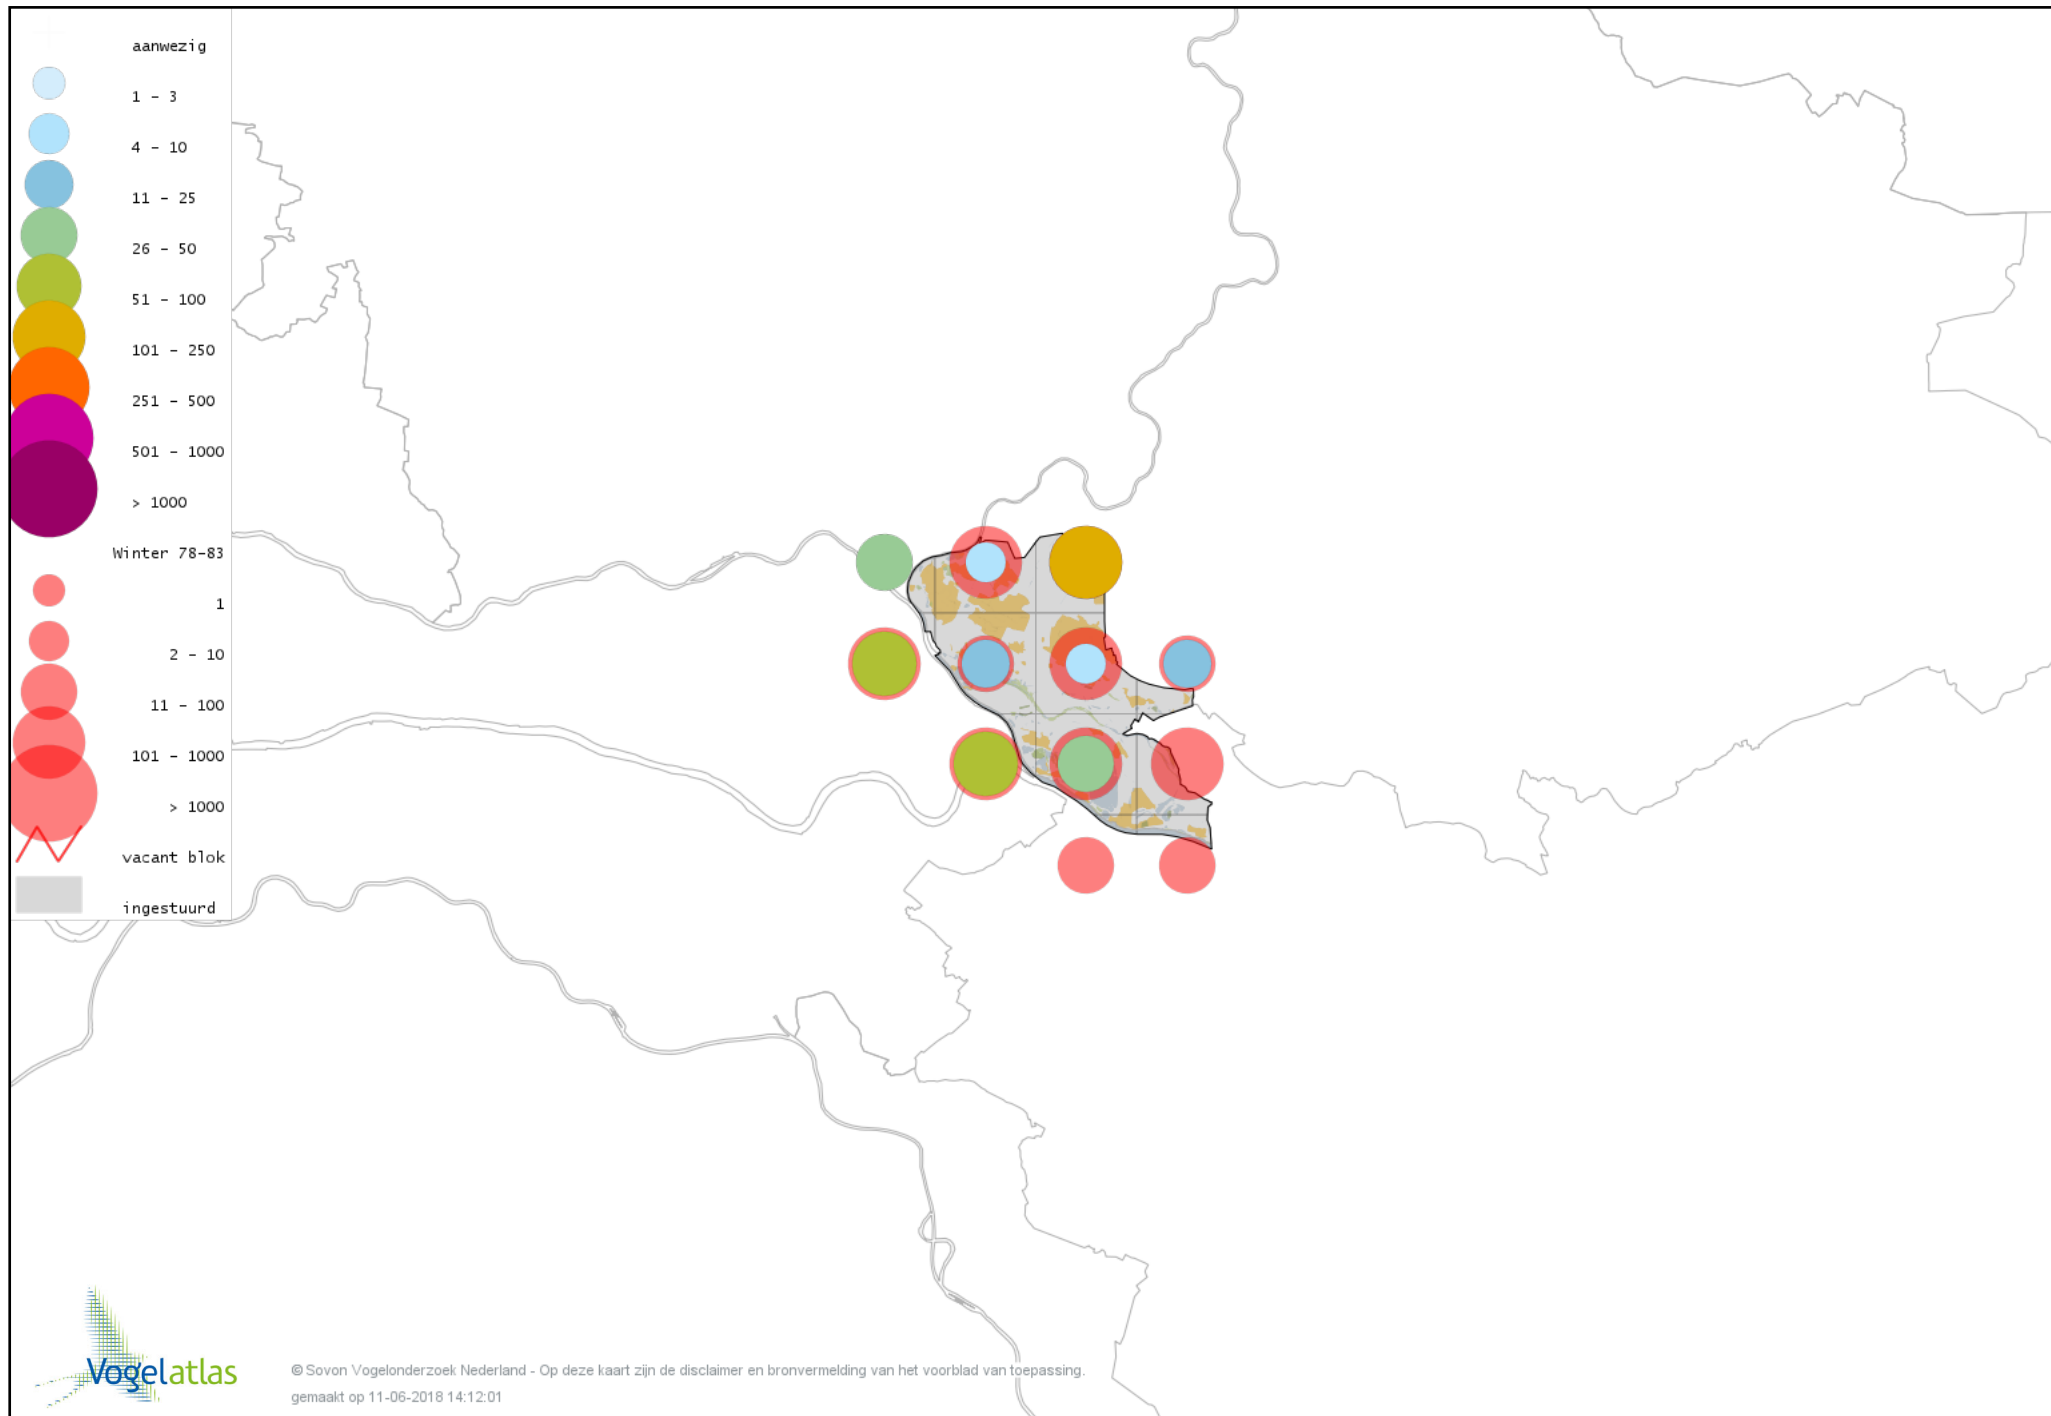 aanwezig
1 - 3
4 - 10
11 - 25
26 - 50
51 - 100
101 - 250
251 - 500
501 - 1000
> 1000
Winter 78-83
1
2 - 10
11 - 100
101 - 1000
> 1000
vacant blok
ingestuurd
Vogelatlas
© Sovon Vogelonderzoek Nederland - Op deze kaart zijn de disclaimer en bronvermelding van het voorblad van toepassing.
gemaakt op 11-06-2018 14:12:01